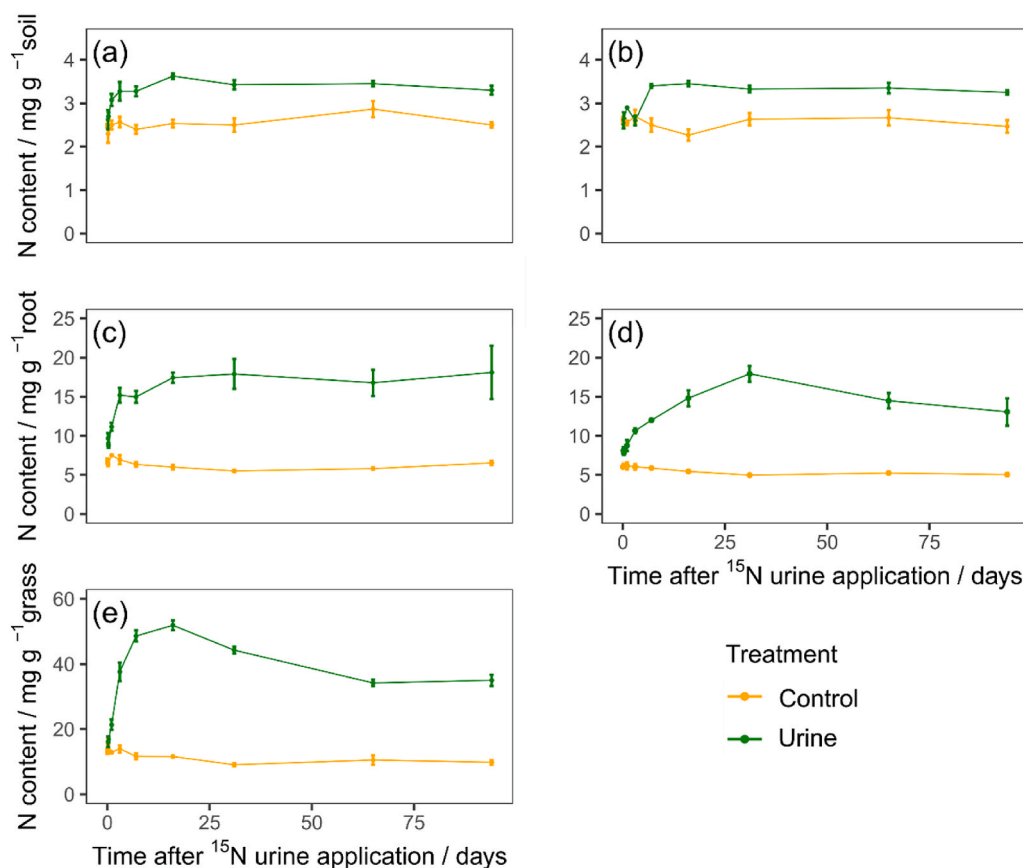 (a)
(b)
N content / mg g ⁻¹soil
4
3
2
1
0
4
3
2
1
0
(c)
(d)
N content / mg g ⁻¹root
25
20
15
10
5
0
25
20
15
10
5
0
0 25 50 75
Time after ¹⁵N urine application / days
(e)
N content / mg g ⁻¹grass
60
40
20
0
0 25 50 75
Time after ¹⁵N urine application / days
Treatment
Control
Urine